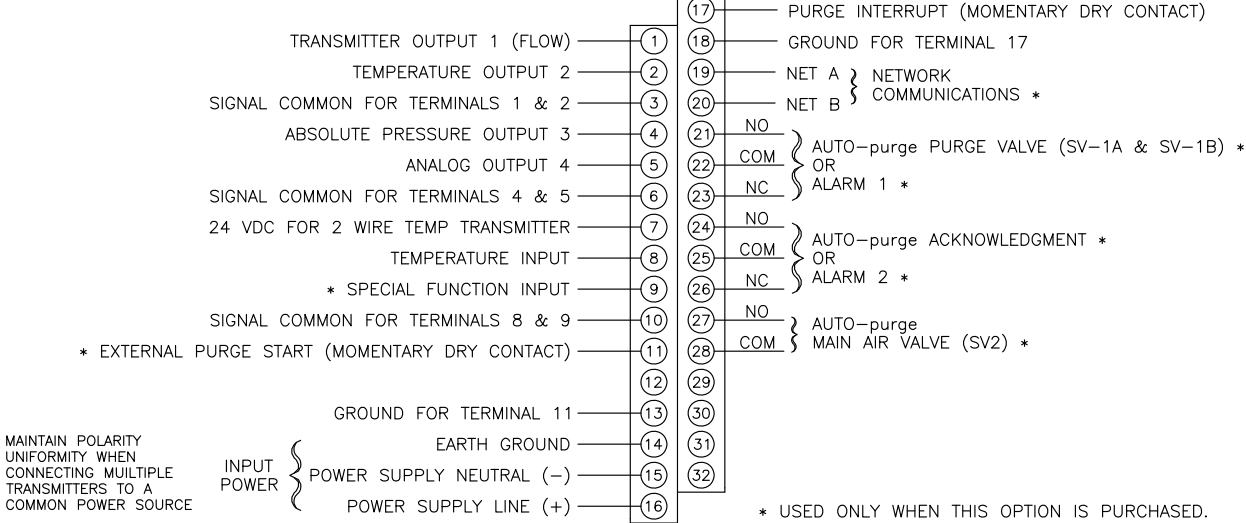 TRANSMITTER OUTPUT 1 (FLOW) 1
TEMPERATURE OUTPUT 2 2
SIGNAL COMMON FOR TERMINALS 1 & 2 3
ABSOLUTE PRESSURE OUTPUT 3 4
ANALOG OUTPUT 4 5
SIGNAL COMMON FOR TERMINALS 4 & 5 6
24 VDC FOR 2 WIRE TEMP TRANSMITTER 7
TEMPERATURE INPUT 8
* SPECIAL FUNCTION INPUT 9
SIGNAL COMMON FOR TERMINALS 8 & 9 10
* EXTERNAL PURGE START (MOMENTARY DRY CONTACT) 11
12
GROUND FOR TERMINAL 11 13
EARTH GROUND 14
POWER SUPPLY NEUTRAL (−) 15
POWER SUPPLY LINE (+) 16
INPUT
POWER
MAINTAIN POLARITY
UNIFORMITY WHEN
CONNECTING MUILTIPLE
TRANSMITTERS TO A
COMMON POWER SOURCE
17 PURGE INTERRUPT (MOMENTARY DRY CONTACT)
18 GROUND FOR TERMINAL 17
19 NET A
20 NET B
NETWORK
COMMUNICATIONS *
21 NO
22 COM
23 NC
AUTO−purge PURGE VALVE (SV−1A & SV−1B) *
OR
ALARM 1 *
24 NO
25 COM
26 NC
AUTO−purge ACKNOWLEDGMENT *
OR
ALARM 2 *
27 NO
28 COM
AUTO−purge
MAIN AIR VALVE (SV2) *
29
30
31
32
* USED ONLY WHEN THIS OPTION IS PURCHASED.